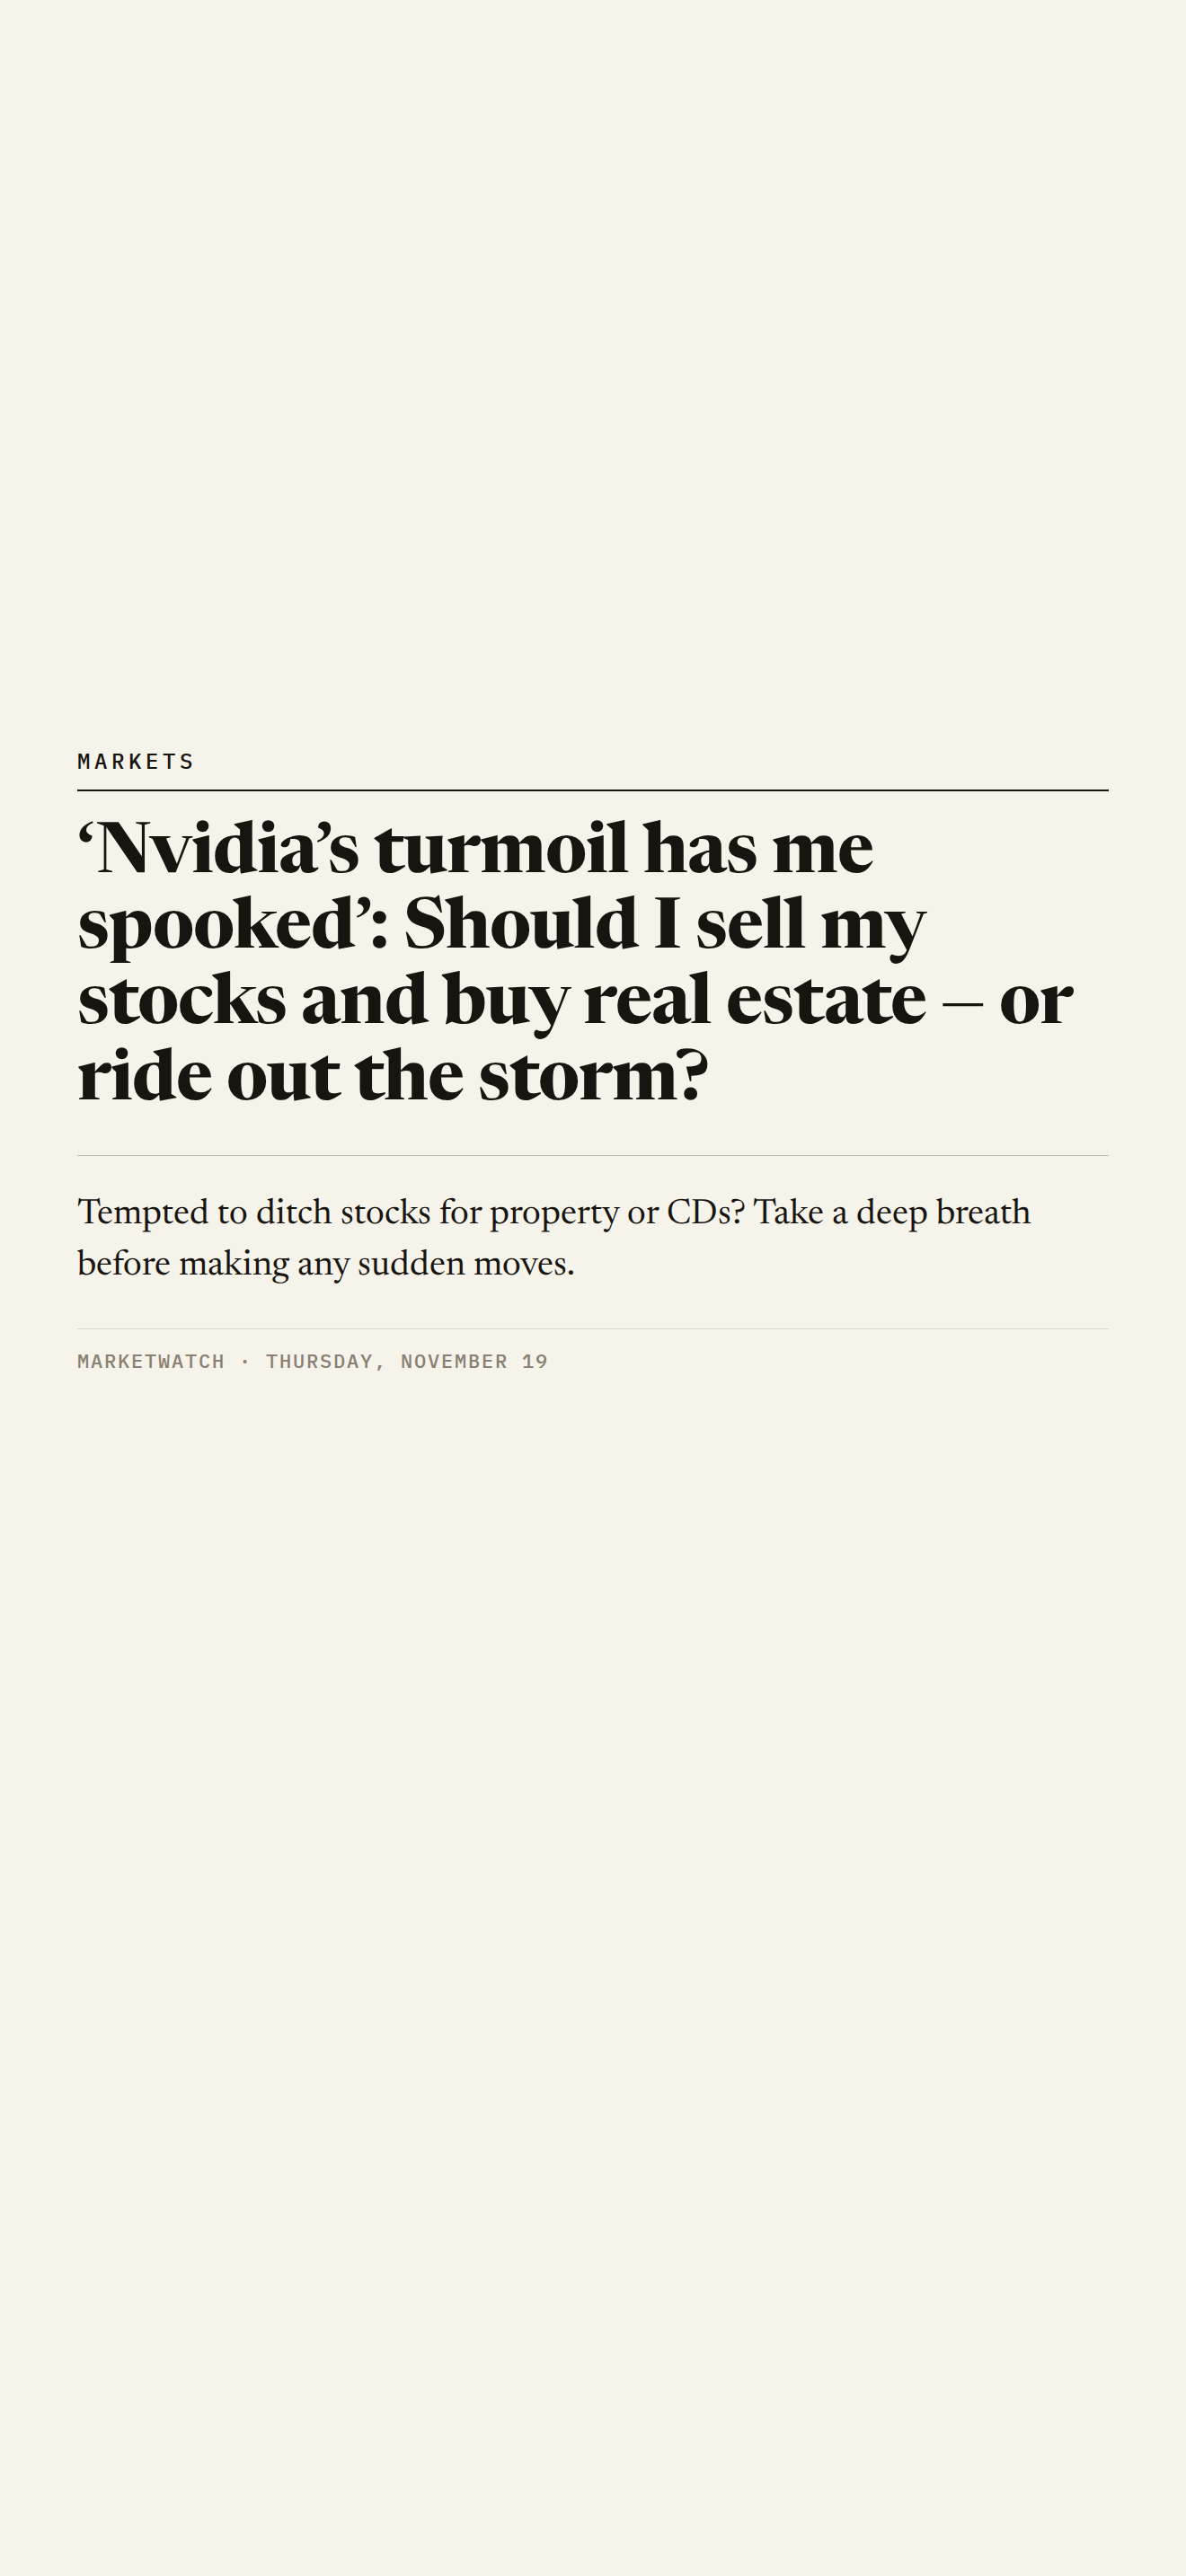 MARKETS
‘Nvidia’s turmoil has me
spooked’: Should I sell my
stocks and buy real estate — or
ride out the storm?
Tempted to ditch stocks for property or CDs? Take a deep breath
before making any sudden moves.
MARKETWATCH · THURSDAY, NOVEMBER 19